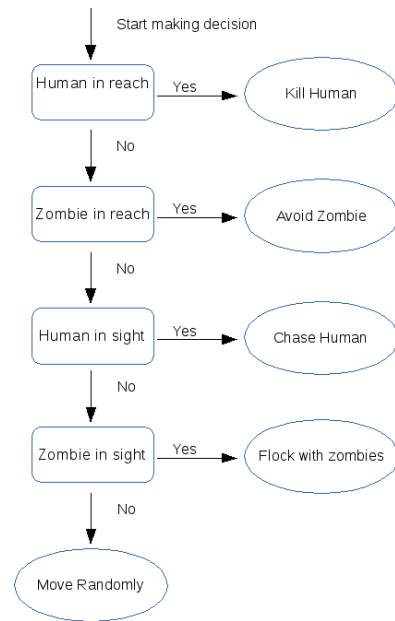 Start making decision
Human in reach
Yes
Kill Human
No
Zombie in reach
Yes
Avoid Zombie
No
Human in sight
Yes
Chase Human
No
Zombie in sight
Yes
Flock with zombies
No
Move Randomly